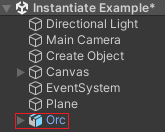 Instantiate Example*
Directional Light
Main Camera
Create Object
Canvas
EventSystem
Plane
Orc